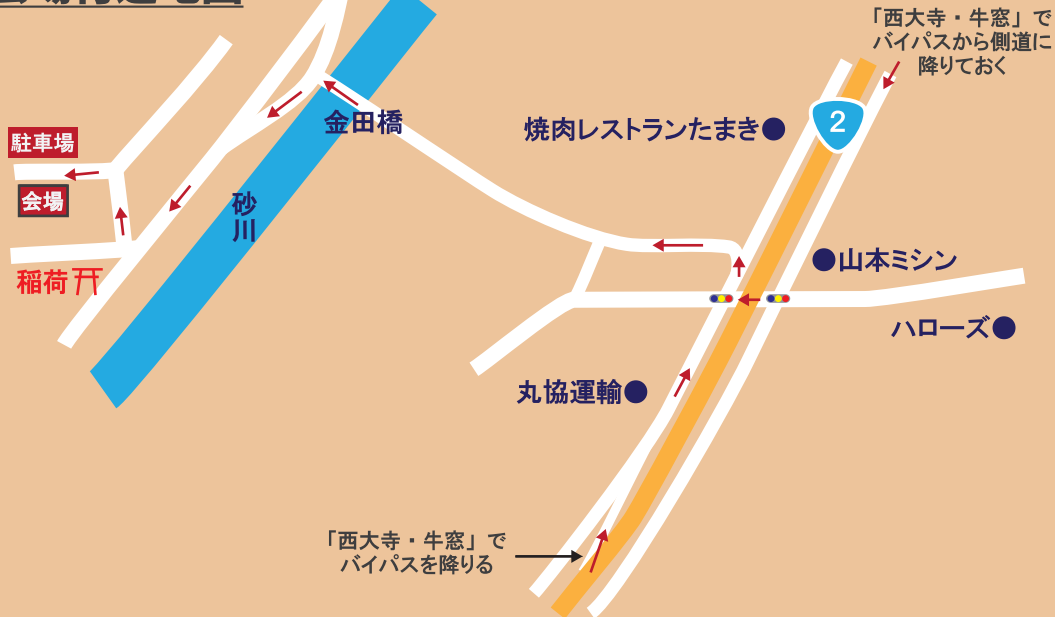 「西大寺・牛窓」で
バイパスから側道に
降りておく
2
焼肉レストランたまき
金田橋
駐車場
会場
砂川
稲荷
山本ミシン
ハローズ
丸協運輸
「西大寺・牛窓」で
バイパスを降りる